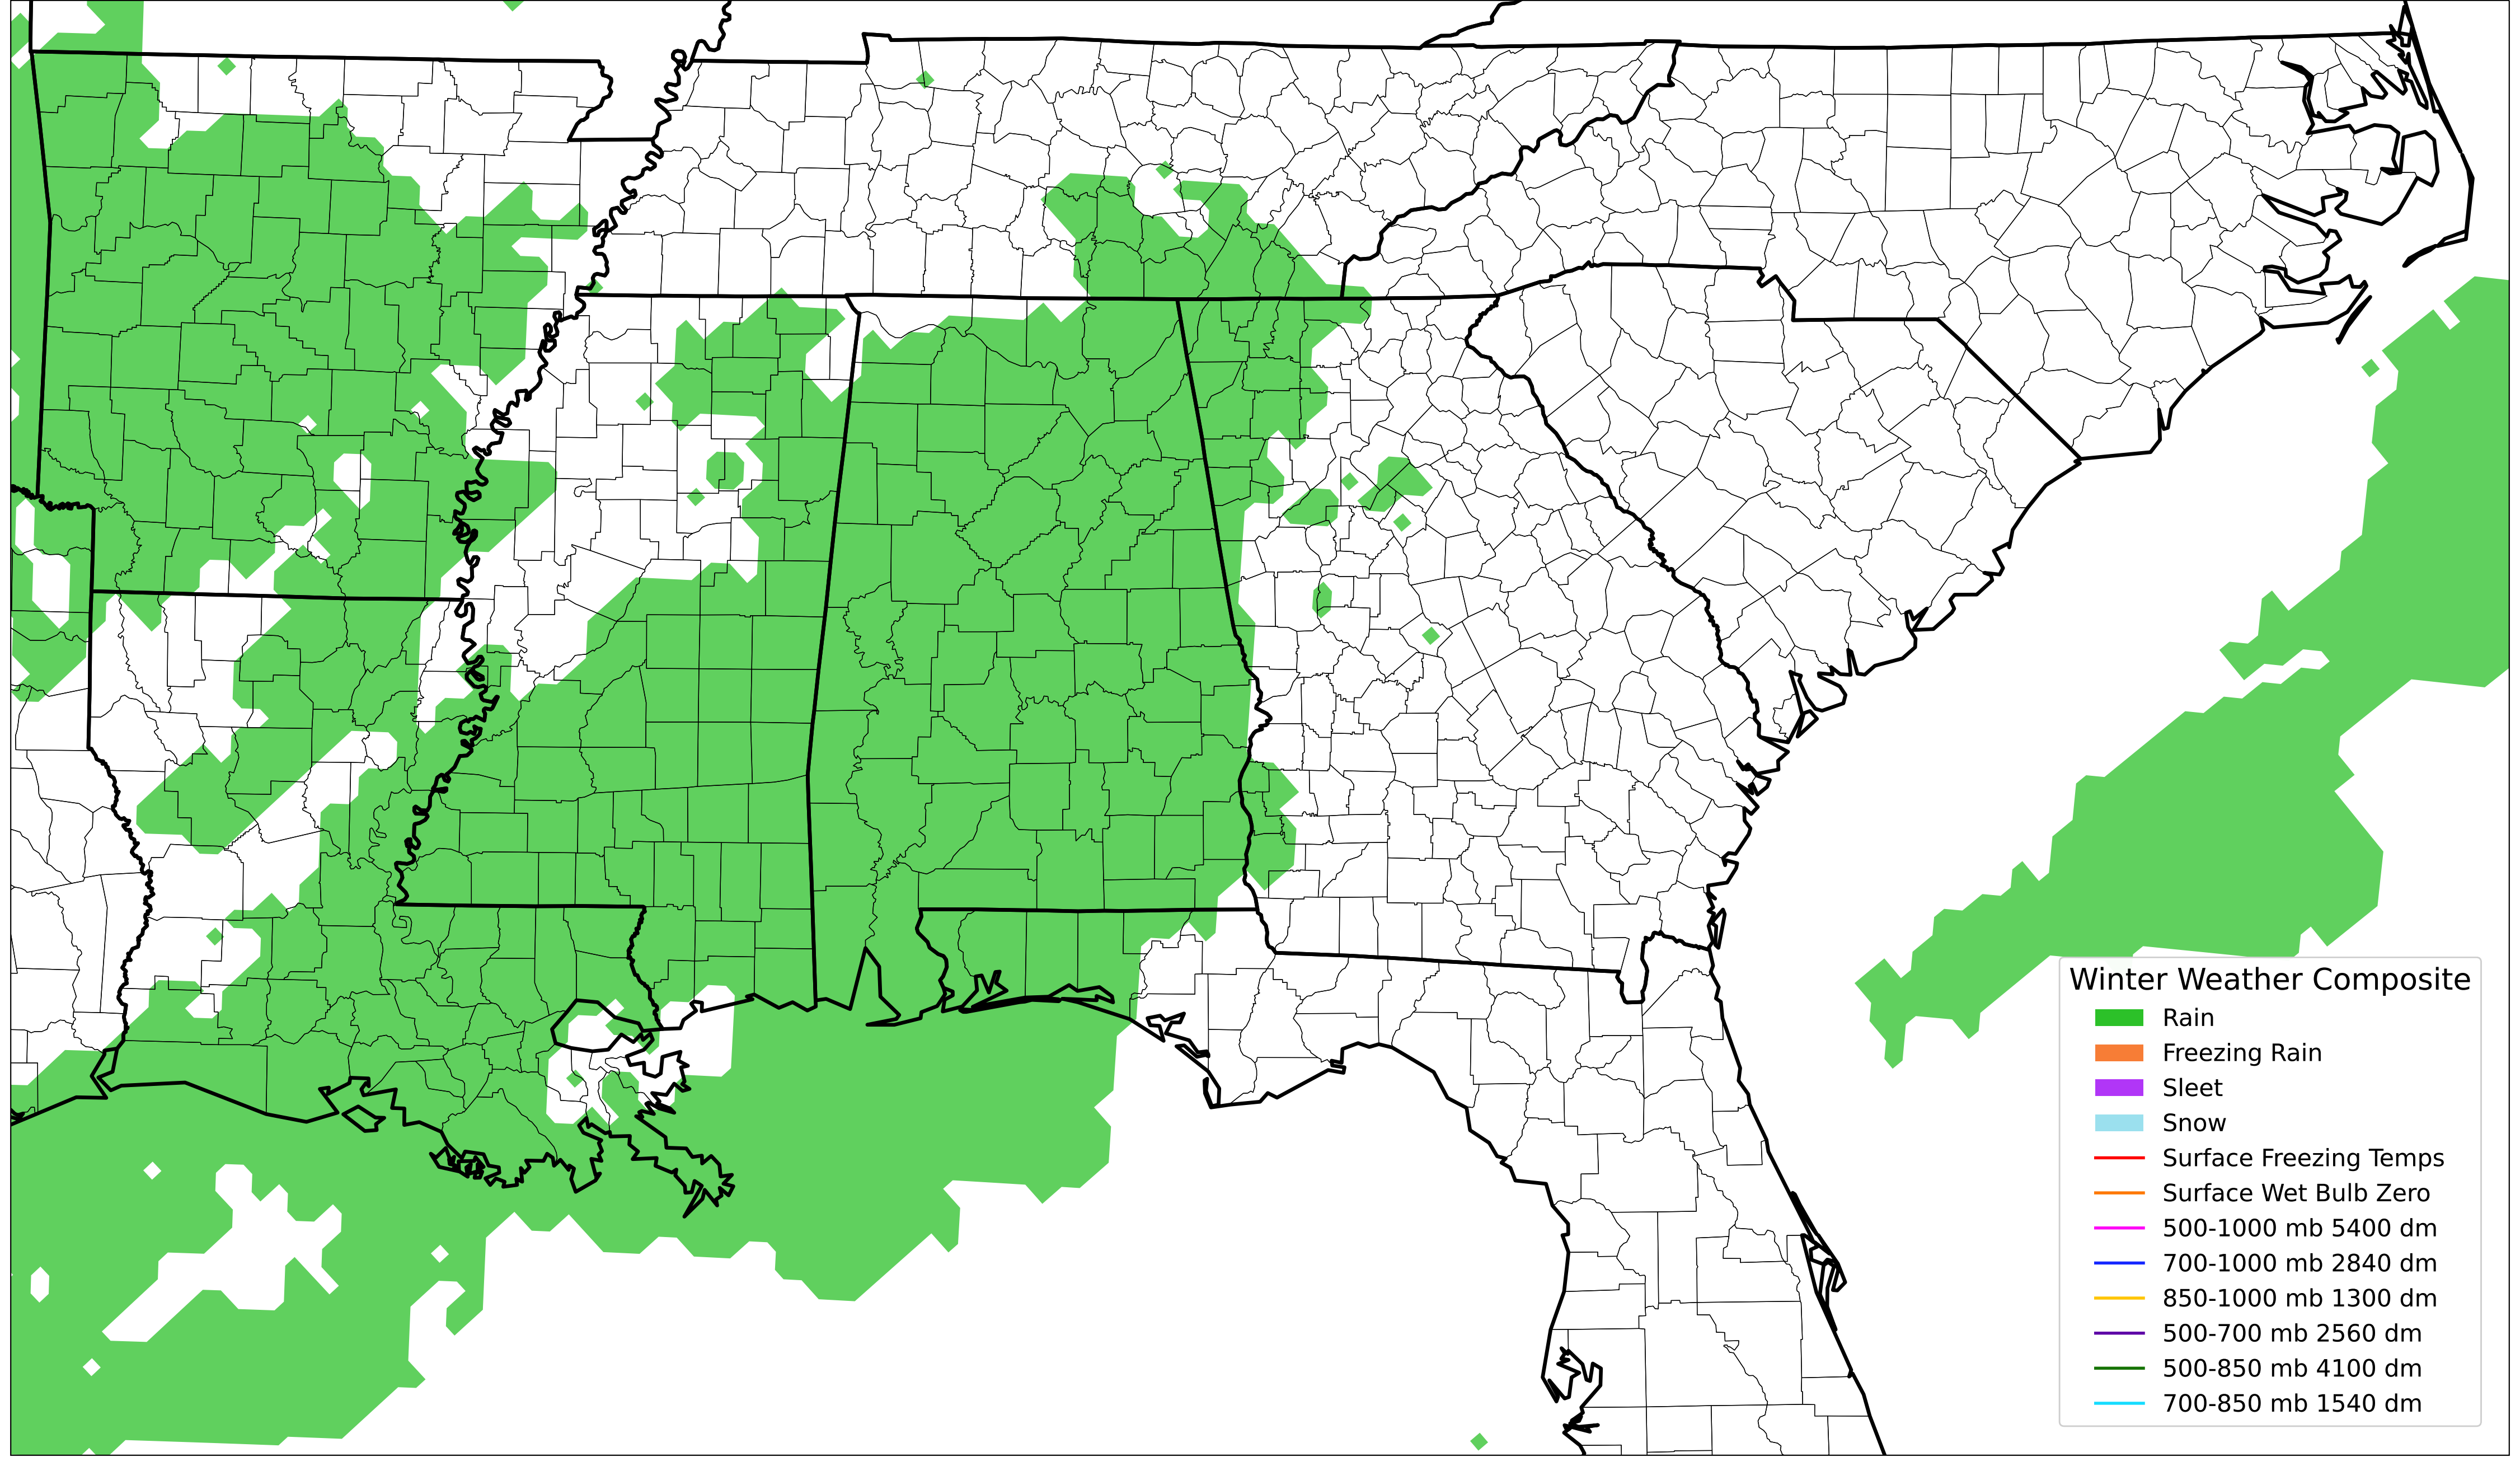 Winter Weather Composite
Rain
Freezing Rain
Sleet
Snow
Surface Freezing Temps
Surface Wet Bulb Zero
500-1000 mb 5400 dm
700-1000 mb 2840 dm
850-1000 mb 1300 dm
500-700 mb 2560 dm
500-850 mb 4100 dm
700-850 mb 1540 dm